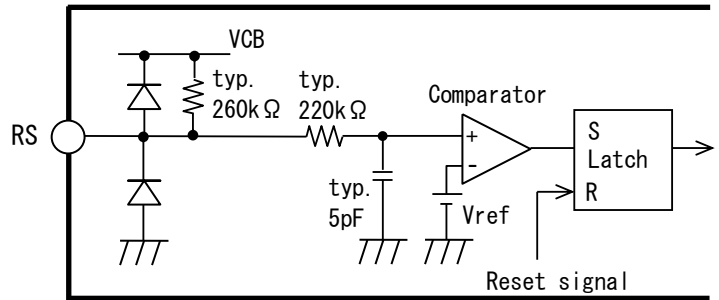 VCB
typ.
260kΩ
typ.
220kΩ
Comparator
RS
+
-
S
Latch
R
typ.
5pF
Vref
Reset signal